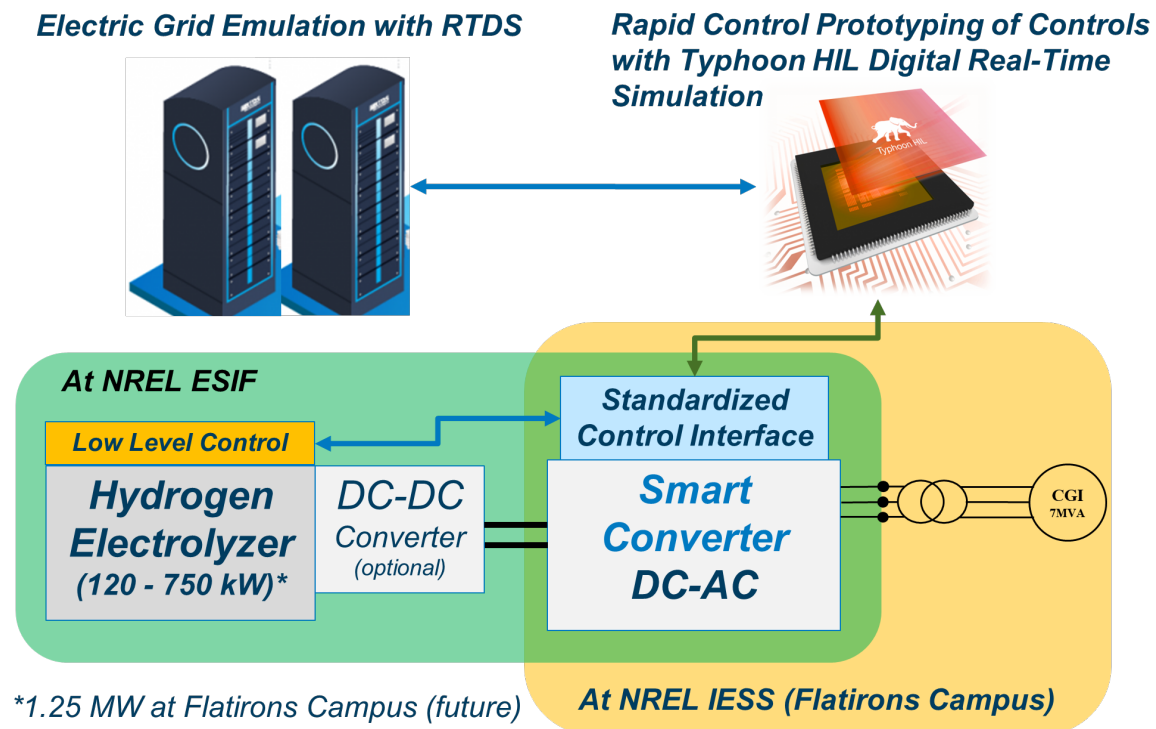 Electric Grid Emulation with RTDS
Rapid Control Prototyping of Controls
with Typhoon HIL Digital Real-Time
Simulation
Typhoon HIL
At NREL ESIF
Standardized
Control Interface
Low Level Control
Hydrogen
Electrolyzer
(120 - 750 kW)*
DC-DC
Converter
(optional)
Smart
Converter
DC-AC
CGI
7MVA
*1.25 MW at Flatirons Campus (future)
At NREL IESS (Flatirons Campus)